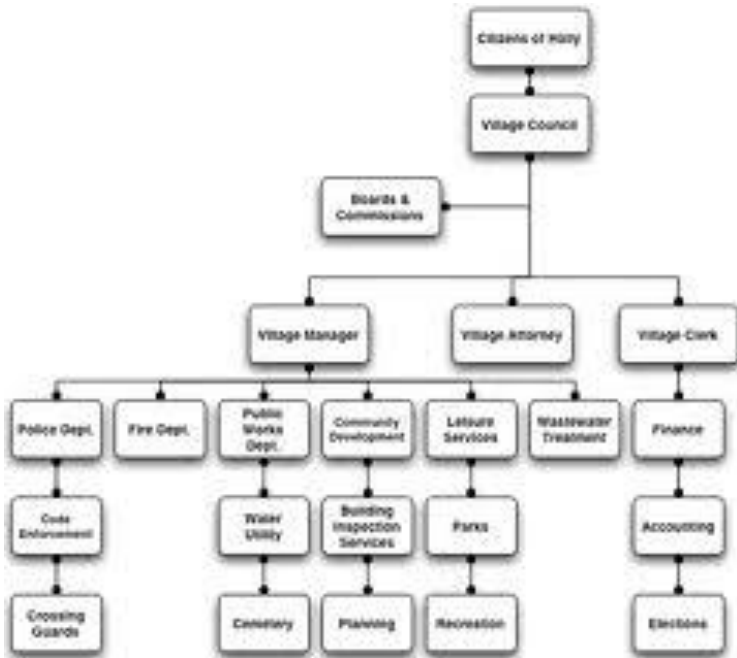 Citizens of Holly
Village Council
Boards &
Commissions
Village Manager
Village Attorney
Village Clerk
Police Dept.
Fire Dept.
Public
Works
Dept.
Community
Development
Leisure
Services
Wastewater
Treatment
Finance
Code
Enforcement
Water
Utility
Building
Inspection
Services
Parks
Accounting
Crossing
Guards
Cemetery
Planning
Recreation
Elections